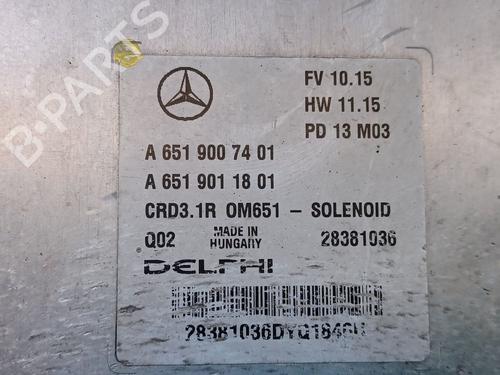 B-PARTS
FV 10.15
HW 11.15
PD 13 M03
A 651 900 74 01
A 651 901 18 01
CRD3.1R OM651 – SOLENOID
Q02 MADE IN HUNGARY 28381036
DELPHI
28381036DYQ1846H